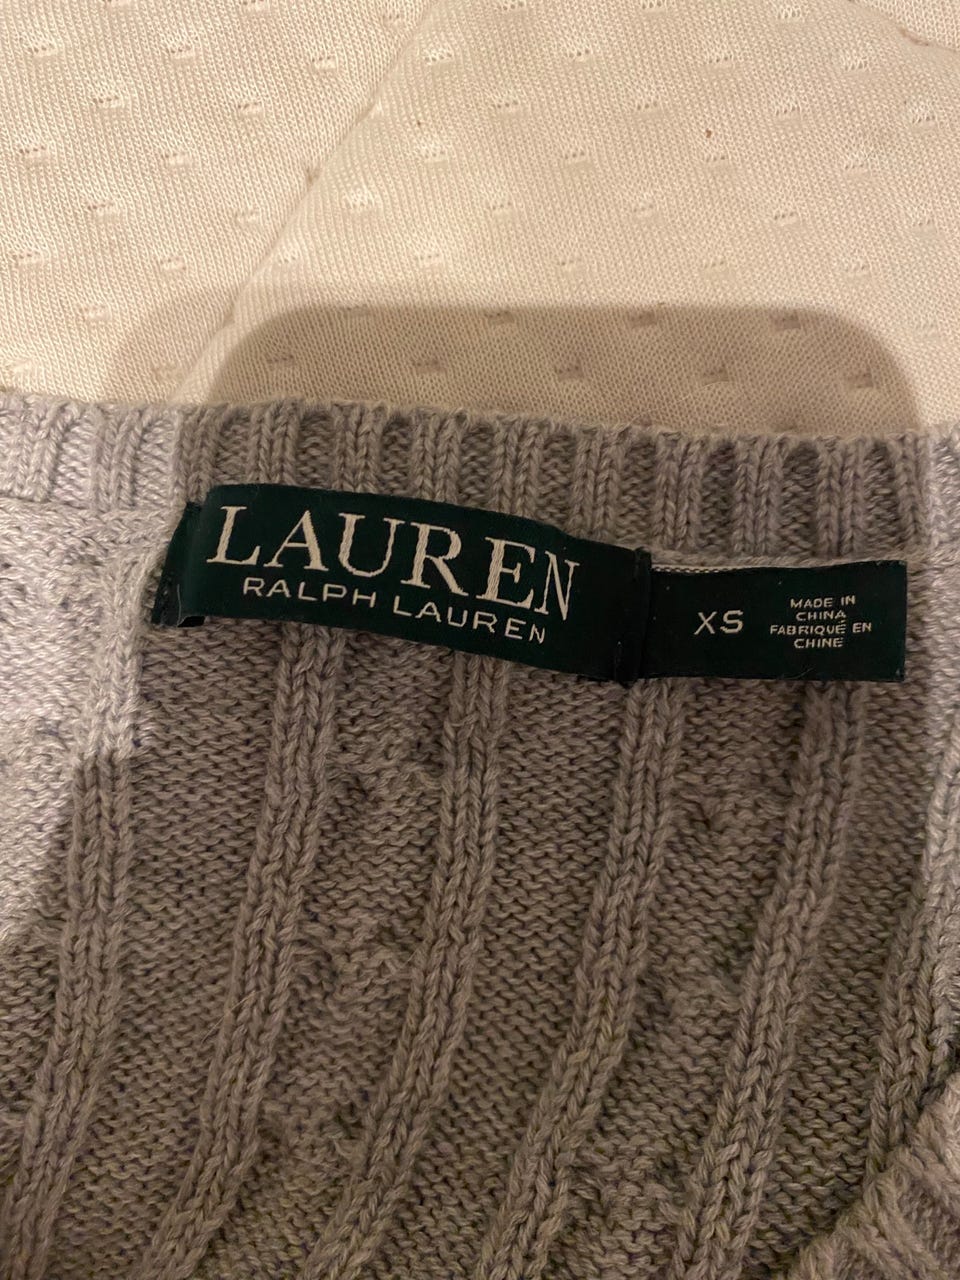 LAUREN
RALPH LAUREN
XS
MADE IN
CHINA
FABRIQUÉ EN
CHINE